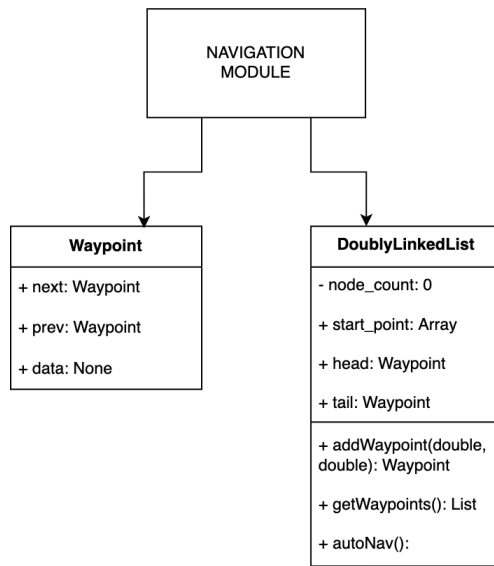 NAVIGATION
MODULE
Waypoint
+ next: Waypoint
+ prev: Waypoint
+ data: None
DoublyLinkedList
- node_count: 0
+ start_point: Array
+ head: Waypoint
+ tail: Waypoint
+ addWaypoint(double,
double): Waypoint
+ getWaypoints(): List
+ autoNav():